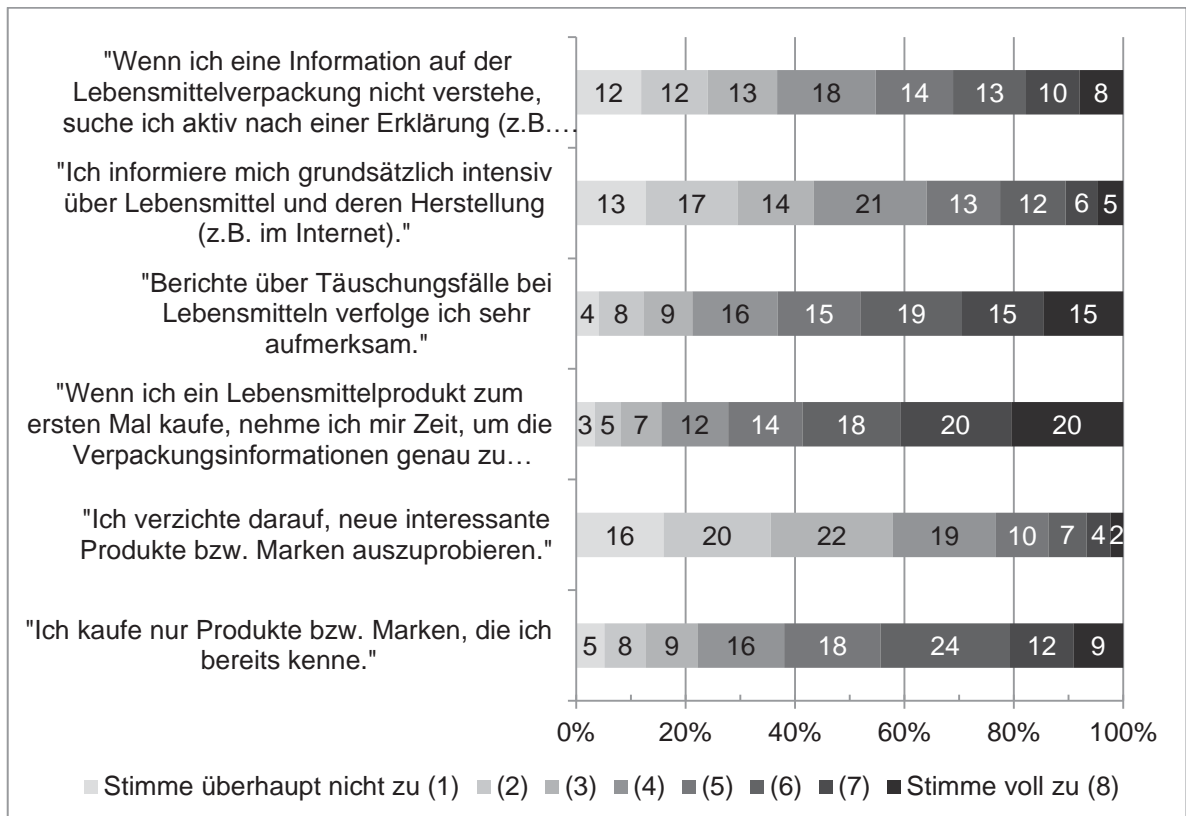 "Wenn ich eine Information auf der
Lebensmittelverpackung nicht verstehe,
suche ich aktiv nach einer Erklärung (z.B.…
12 12 13 18 14 13 10 8
"Ich informiere mich grundsätzlich intensiv
über Lebensmittel und deren Herstellung
(z.B. im Internet)."
13 17 14 21 13 12 6 5
"Berichte über Täuschungsfälle bei
Lebensmitteln verfolge ich sehr
aufmerksam."
4 8 9 16 15 19 15 15
"Wenn ich ein Lebensmittelprodukt zum
ersten Mal kaufe, nehme ich mir Zeit, um die
Verpackungsinformationen genau zu…
3 5 7 12 14 18 20 20
"Ich verzichte darauf, neue interessante
Produkte bzw. Marken auszuprobieren."
16 20 22 19 10 7 4 2
"Ich kaufe nur Produkte bzw. Marken, die ich
bereits kenne."
5 8 9 16 18 24 12 9
0% 20% 40% 60% 80% 100%
Stimme überhaupt nicht zu (1) (2) (3) (4) (5) (6) (7) Stimme voll zu (8)